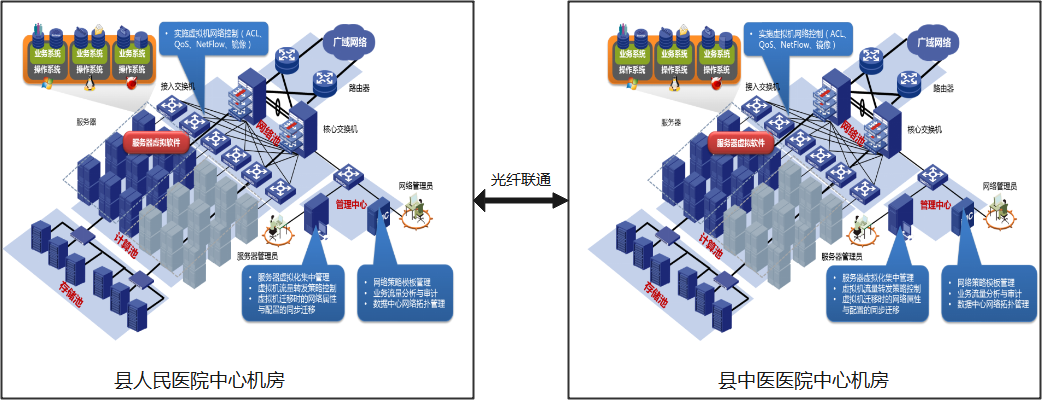 实施虚拟机网络控制（ACL、
QoS、NetFlow、镜像）
广域网络
业务系统 业务系统 业务系统
操作系统 操作系统 操作系统
接入交换机
路由器
服务器
核心交换机
网络池
服务器虚拟软件
网络管理员
管理中心
计算池
服务器管理员
存储池
• 服务器虚拟化集中管理
• 虚拟机流量转发策略控制
• 虚拟机迁移时的网络属性
与配置的同步迁移
• 网络策略模板管理
• 业务流量分析与审计
• 数据中心网络拓扑管理
县人民医院中心机房
光纤联通
实施虚拟机网络控制（ACL、
QoS、NetFlow、镜像）
广域网络
业务系统 业务系统 业务系统
操作系统 操作系统 操作系统
接入交换机
路由器
服务器
核心交换机
网络池
服务器虚拟软件
网络管理员
管理中心
计算池
服务器管理员
存储池
• 服务器虚拟化集中管理
• 虚拟机流量转发策略控制
• 虚拟机迁移时的网络属性
与配置的同步迁移
• 网络策略模板管理
• 业务流量分析与审计
• 数据中心网络拓扑管理
县中医医院中心机房